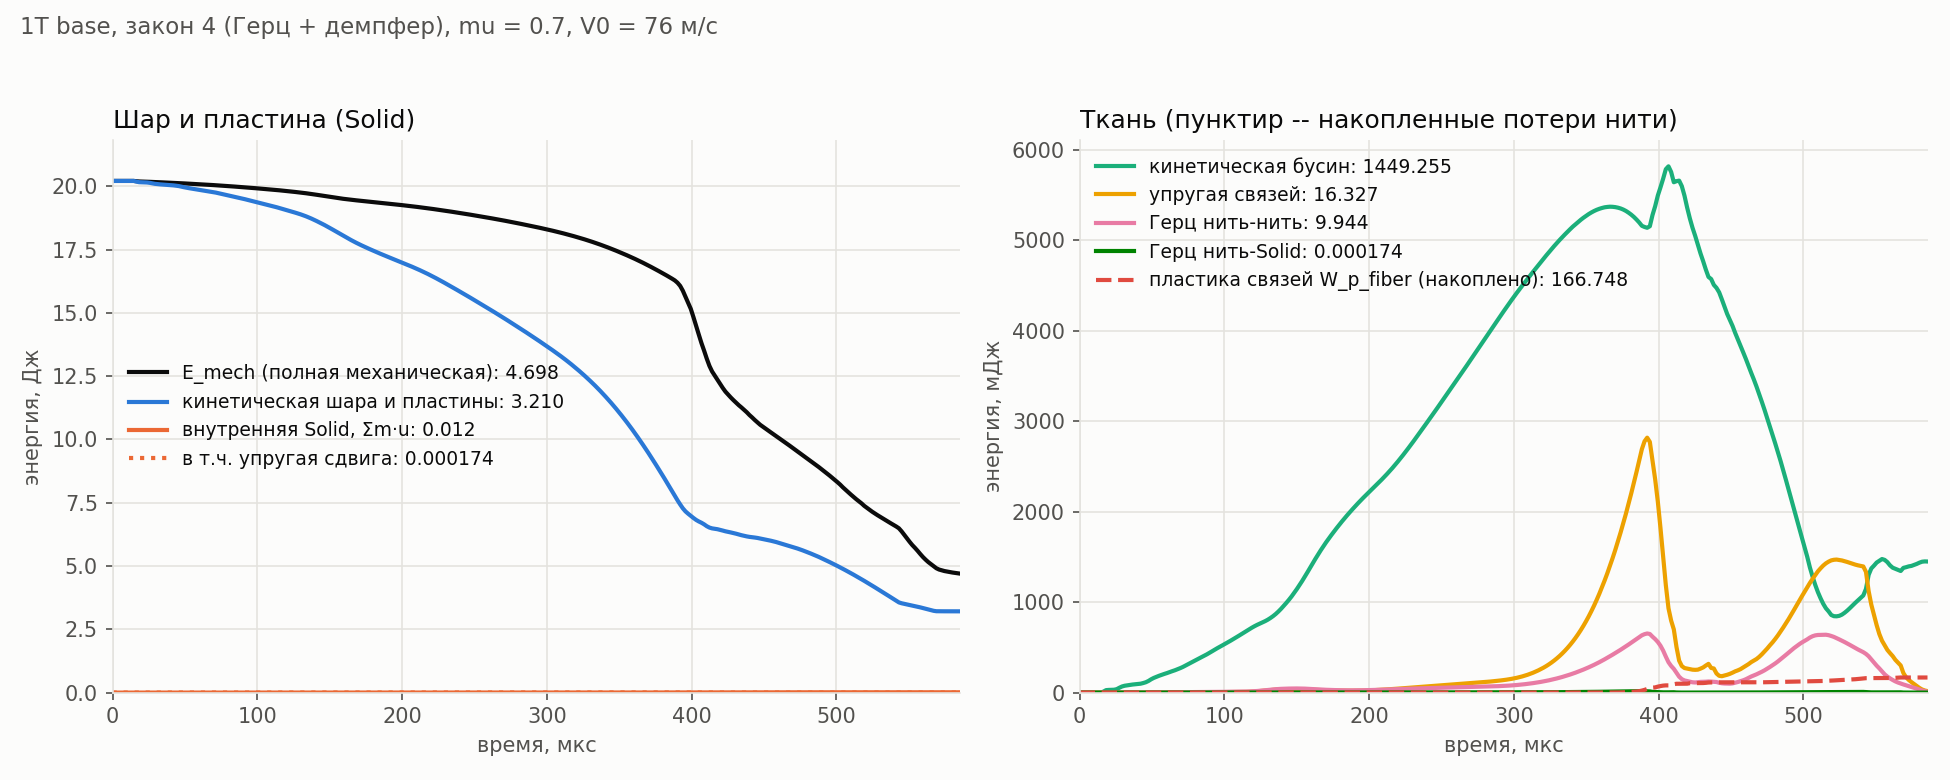 1T base, закон 4 (Герц + демпфер), mu = 0.7, V0 = 76 м/с
Шар и пластина (Solid)
энергия, Дж
20.0
17.5
15.0
12.5
10.0
7.5
5.0
2.5
0.0
E_mech (полная механическая): 4.698
кинетическая шара и пластины: 3.210
внутренняя Solid, Σm·u: 0.012
в т.ч. упругая сдвига: 0.000174
0 100 200 300 400 500
время, мкс
Ткань (пунктир -- накопленные потери нити)
энергия, мДж
6000
5000
4000
3000
2000
1000
0
кинетическая бусин: 1449.255
упругая связей: 16.327
Герц нить-нить: 9.944
Герц нить-Solid: 0.000174
пластика связей W_p_fiber (накоплено): 166.748
0 100 200 300 400 500
время, мкс